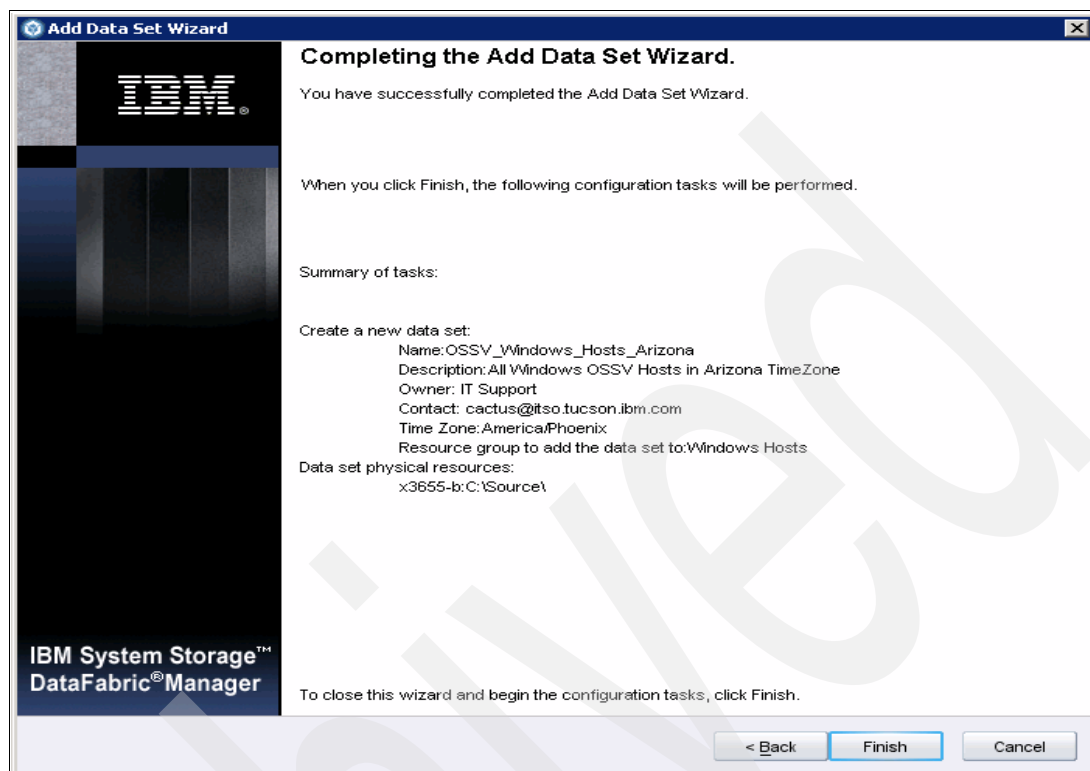 Add Data Set Wizard
IBM®
Completing the Add Data Set Wizard.
You have successfully completed the Add Data Set Wizard.
When you click Finish, the following configuration tasks will be performed.
Summary of tasks:
Create a new data set:
Name:OSSV_Windows_Hosts_Arizona
Description:All Windows OSSV Hosts in Arizona TimeZone
Owner: IT Support
Contact: cactus@itso.tucson.ibm.com
Time Zone:America/Phoenix
Resource group to add the data set to:Windows Hosts
Data set physical resources:
x3655-b:C:\Source\
IBM System Storage™
DataFabric®Manager
To close this wizard and begin the configuration tasks, click Finish.
< Back
Finish
Cancel